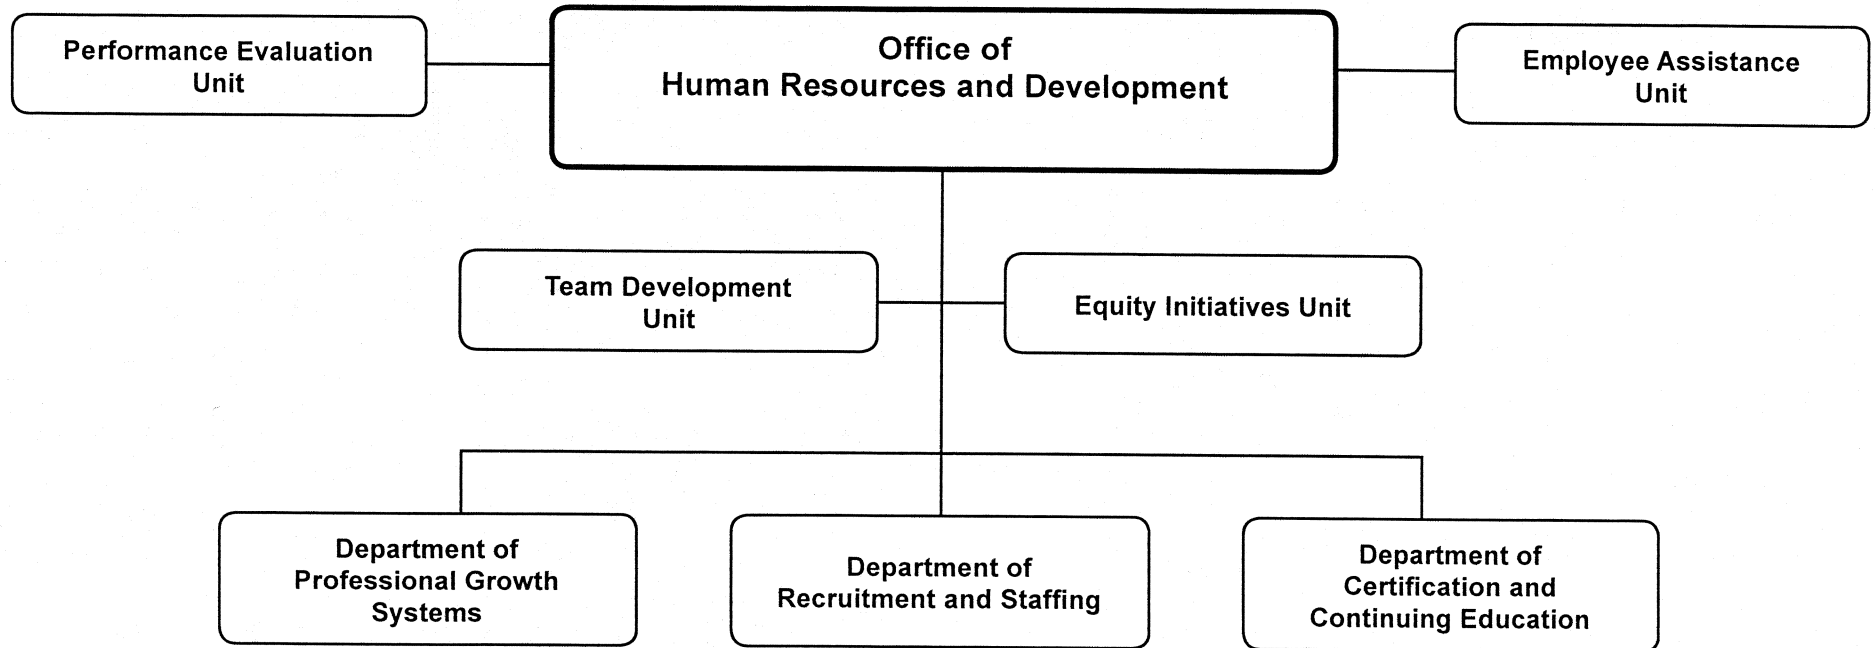 Performance Evaluation
Unit
Office of
Human Resources and Development
Employee Assistance
Unit
Team Development
Unit
Equity Initiatives Unit
Department of
Professional Growth
Systems
Department of
Recruitment and Staffing
Department of
Certification and
Continuing Education